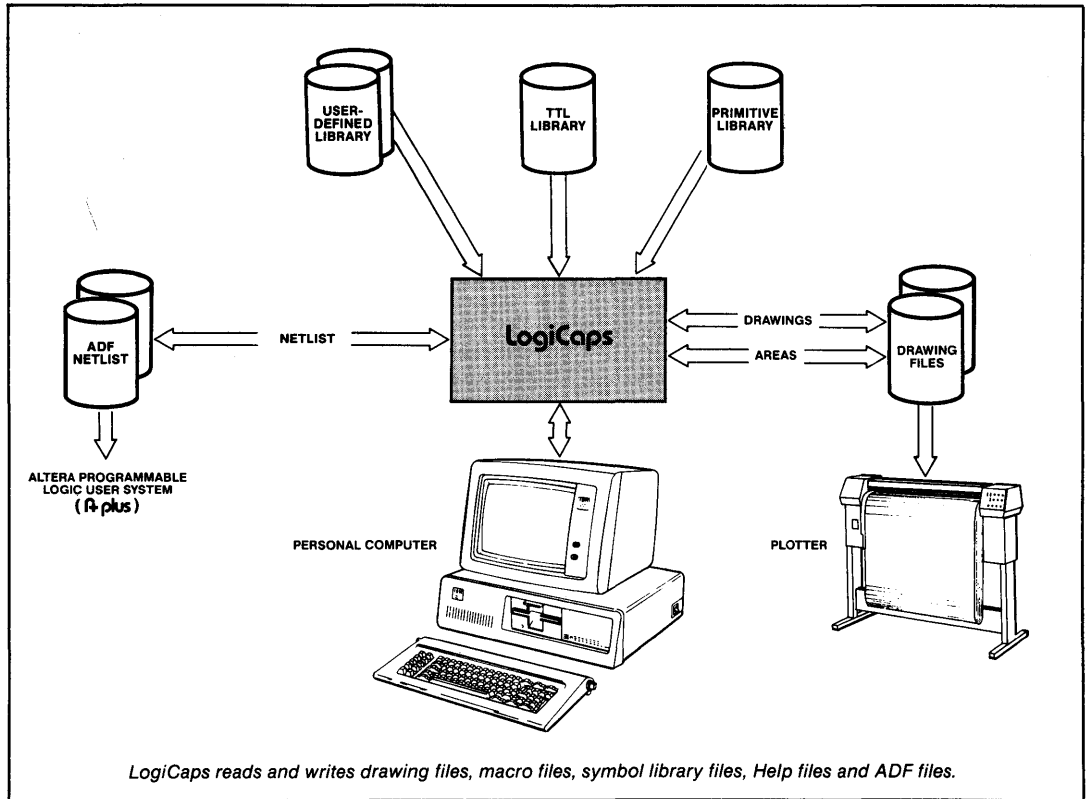 USER-
DEFINED
LIBRARY
TTL
LIBRARY
PRIMITIVE
LIBRARY
ADF
NETLIST
NETLIST
LogiCaps
DRAWINGS
AREAS
DRAWING
FILES
ALTERA PROGRAMMABLE
LOGIC USER SYSTEM
(A+ plus)
PERSONAL COMPUTER
PLOTTER
LogiCaps reads and writes drawing files, macro files, symbol library files, Help files and ADF files.